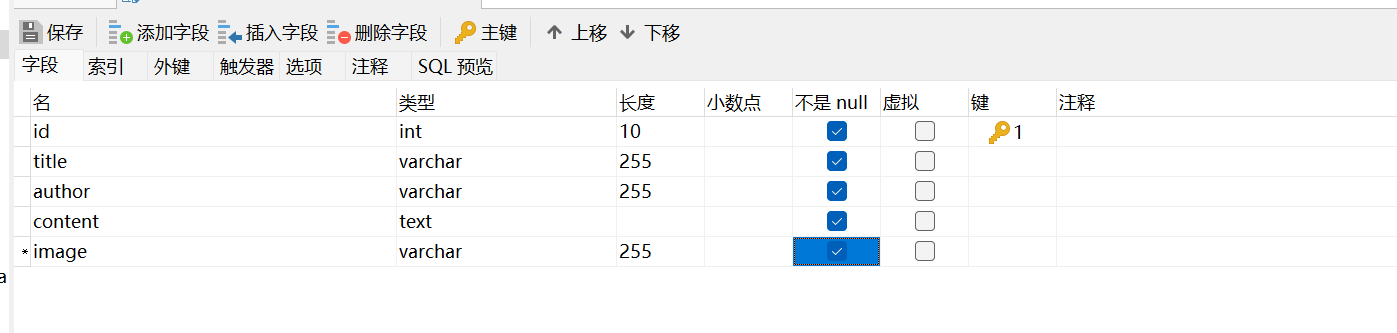 保存 添加字段 插入字段 删除字段 主键 上移 下移
字段 索引 外键 触发器 选项 注释 SQL 预览
名 类型 长度 小数点 不是 null 虚拟 键 注释
id int 10 1
title varchar 255
author varchar 255
content text
* image varchar 255
a